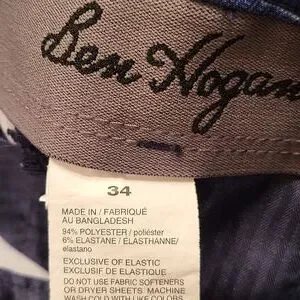 Ben Hogan
34
MADE IN / FABRIQUÉ
AU BANGLADESH
94% POLYESTER / poliéster
6% ELASTANE / ELASTHANNE/
elastano
EXCLUSIVE OF ELASTIC
EXCLUSIF DE ELASTIQUE
DO NOT USE FABRIC SOFTENERS
OR DRYER SHEETS. MACHINE
WASH COLD WITH LIKE COLORS